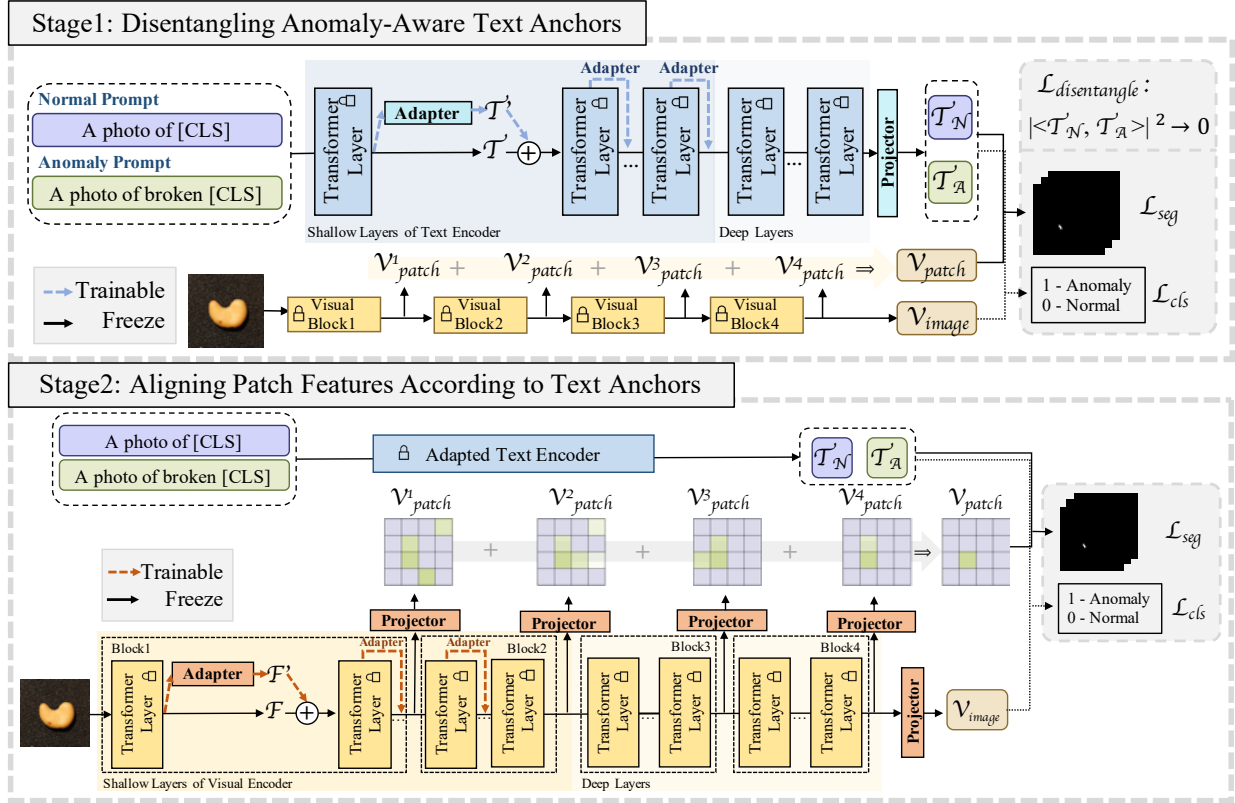 Stage1: Disentangling Anomaly-Aware Text Anchors
Normal Prompt
A photo of [CLS]
Anomaly Prompt
A photo of broken [CLS]
Transformer Layer
Adapter
𝒯'
𝒯
+
Adapter
Adapter
Transformer Layer
...
Transformer Layer
Transformer Layer
...
Transformer Layer
Projector
Shallow Layers of Text Encoder
Deep Layers
𝒯_N
𝒯_A
ℒ_disentangle :
|<𝒯_N, 𝒯_A>| ² → 0
ℒ_seg
1 - Anomaly
0 - Normal
ℒ_cls
𝒱¹_patch + 𝒱²_patch + 𝒱³_patch + 𝒱⁴_patch ⇒ 𝒱_patch
Trainable
Freeze
Visual Block1
Visual Block2
Visual Block3
Visual Block4
𝒱_image
Stage2: Aligning Patch Features According to Text Anchors
A photo of [CLS]
A photo of broken [CLS]
Adapted Text Encoder
𝒯_N
𝒯_A
𝒱¹_patch
𝒱²_patch
𝒱³_patch
𝒱⁴_patch
𝒱_patch
+ + + ⇒
ℒ_seg
1 - Anomaly
0 - Normal
ℒ_cls
Trainable
Freeze
Projector
Projector
Projector
Projector
Block1
Transformer Layer
Adapter
ℱ'
ℱ
+
Adapter
Transformer Layer
...
Adapter
Block2
Transformer Layer
...
Transformer Layer
Block3
Transformer Layer
...
Transformer Layer
Block4
Transformer Layer
...
Transformer Layer
Projector
𝒱_image
Shallow Layers of Visual Encoder
Deep Layers